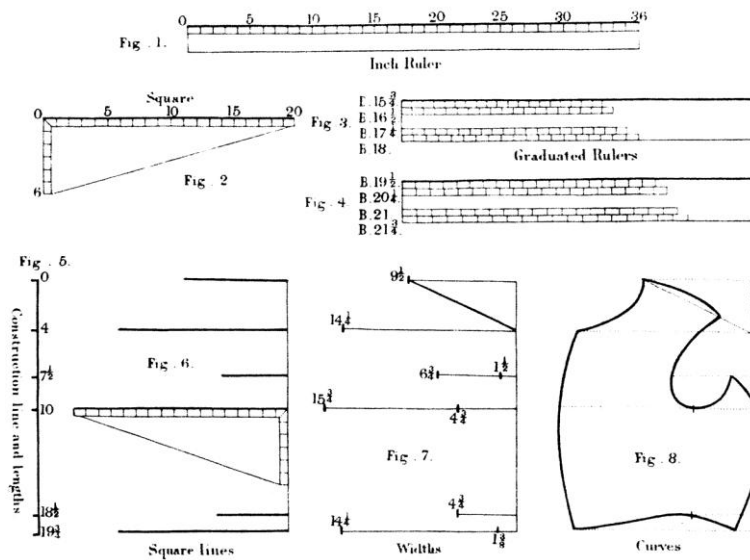 0 5 10 15 20 25 30 36
Fig. 1.
Inch Ruler
Square
0 5 10 15 20
6
Fig. 2
Fig. 3.
B. 15¾
B. 16½
B. 17¼
B. 18.
Graduated Rulers
Fig. 4.
B. 19½
B. 20¼
B. 21.
B. 21¾
Fig. 5.
Construction line and lengths
0
4
7½
10
18½
19¾
Fig. 6.
Square lines
9½
14¼
6¾ 1½
15¾
4¾
Fig. 7.
4¾
14¼
1⅜
Widths
Fig. 8.
Curves